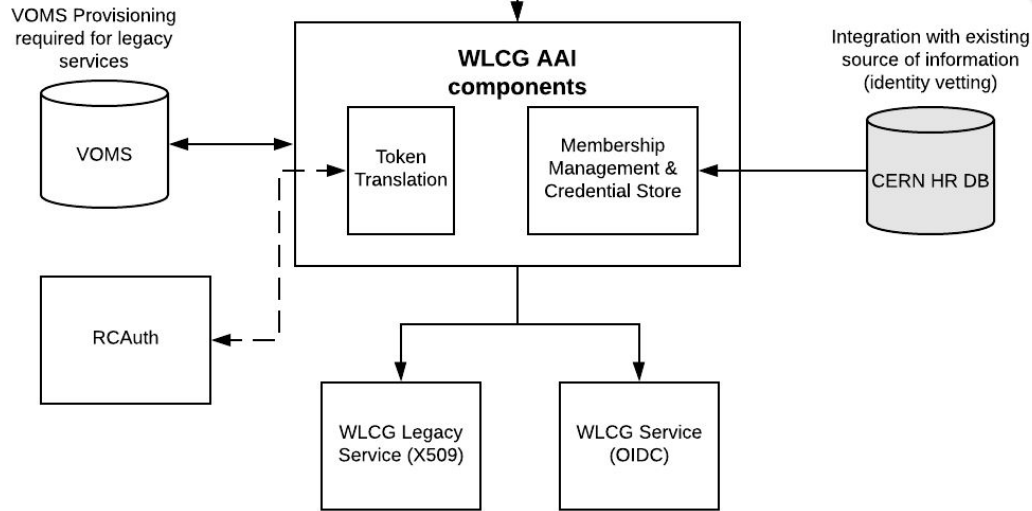 VOMS Provisioning
required for legacy
services
VOMS
WLCG AAI
components
Token
Translation
Membership
Management &
Credential Store
Integration with existing
source of information
(identity vetting)
CERN HR DB
RCAuth
WLCG Legacy
Service (X509)
WLCG Service
(OIDC)